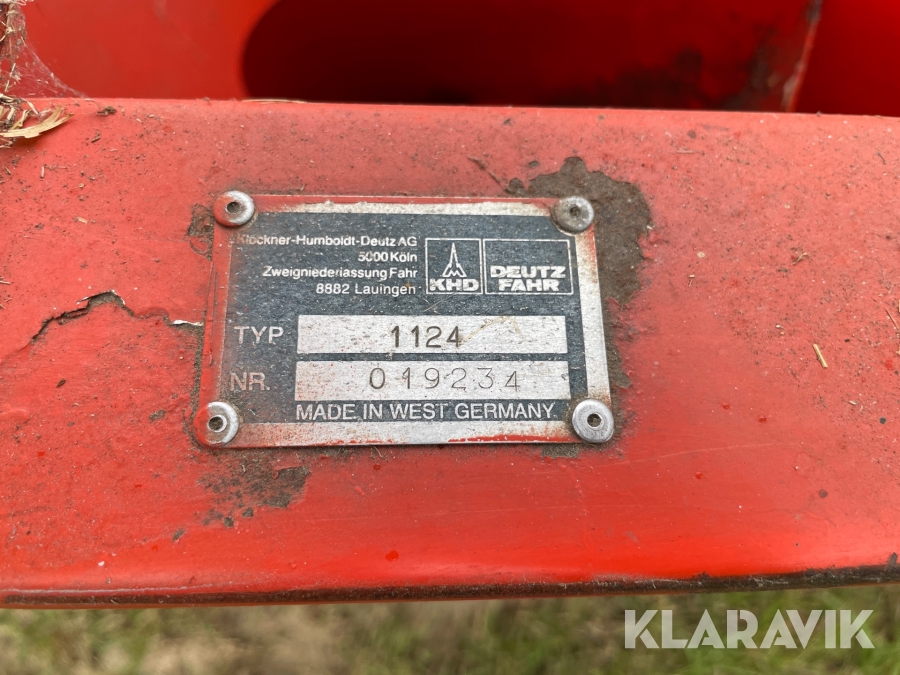 Klöckner-Humboldt-Deutz AG
5000 Köln
Zweigniederlassung Fahr
8882 Lauingen
KHD
DEUTZ
FAHR
TYP 1124
NR. 019234
MADE IN WEST GERMANY
KLARAVIK